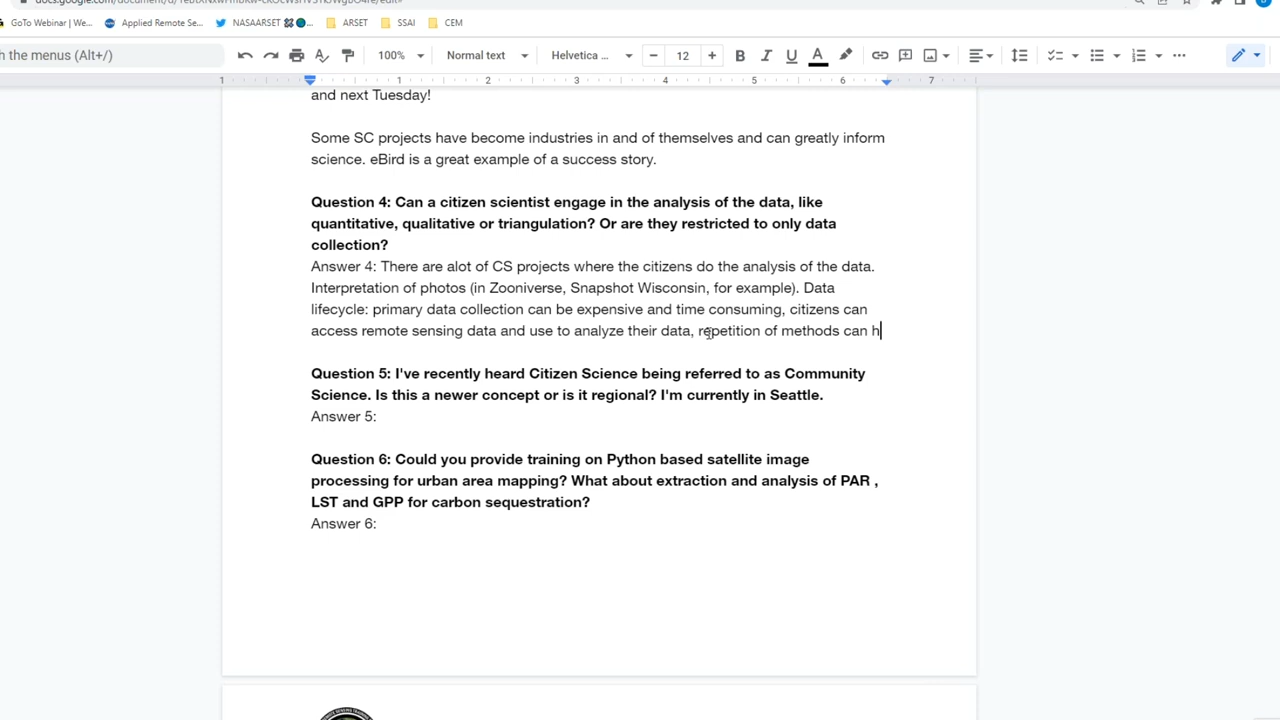 GoTo Webinar | We...
Applied Remote Se...
NASAARSET
ARSET
SSAI
CEM
h the menus (Alt+/)
100%
Normal text
Helvetica ...
12
1 1 2 3 4 5 6 7
and next Tuesday!
Some SC projects have become industries in and of themselves and can greatly inform
science. eBird is a great example of a success story.
Question 4: Can a citizen scientist engage in the analysis of the data, like
quantitative, qualitative or triangulation? Or are they restricted to only data
collection?
Answer 4: There are alot of CS projects where the citizens do the analysis of the data.
Interpretation of photos (in Zooniverse, Snapshot Wisconsin, for example). Data
lifecycle: primary data collection can be expensive and time consuming, citizens can
access remote sensing data and use to analyze their data, repetition of methods can h
Question 5: I've recently heard Citizen Science being referred to as Community
Science. Is this a newer concept or is it regional? I'm currently in Seattle.
Answer 5:
Question 6: Could you provide training on Python based satellite image
processing for urban area mapping? What about extraction and analysis of PAR ,
LST and GPP for carbon sequestration?
Answer 6: